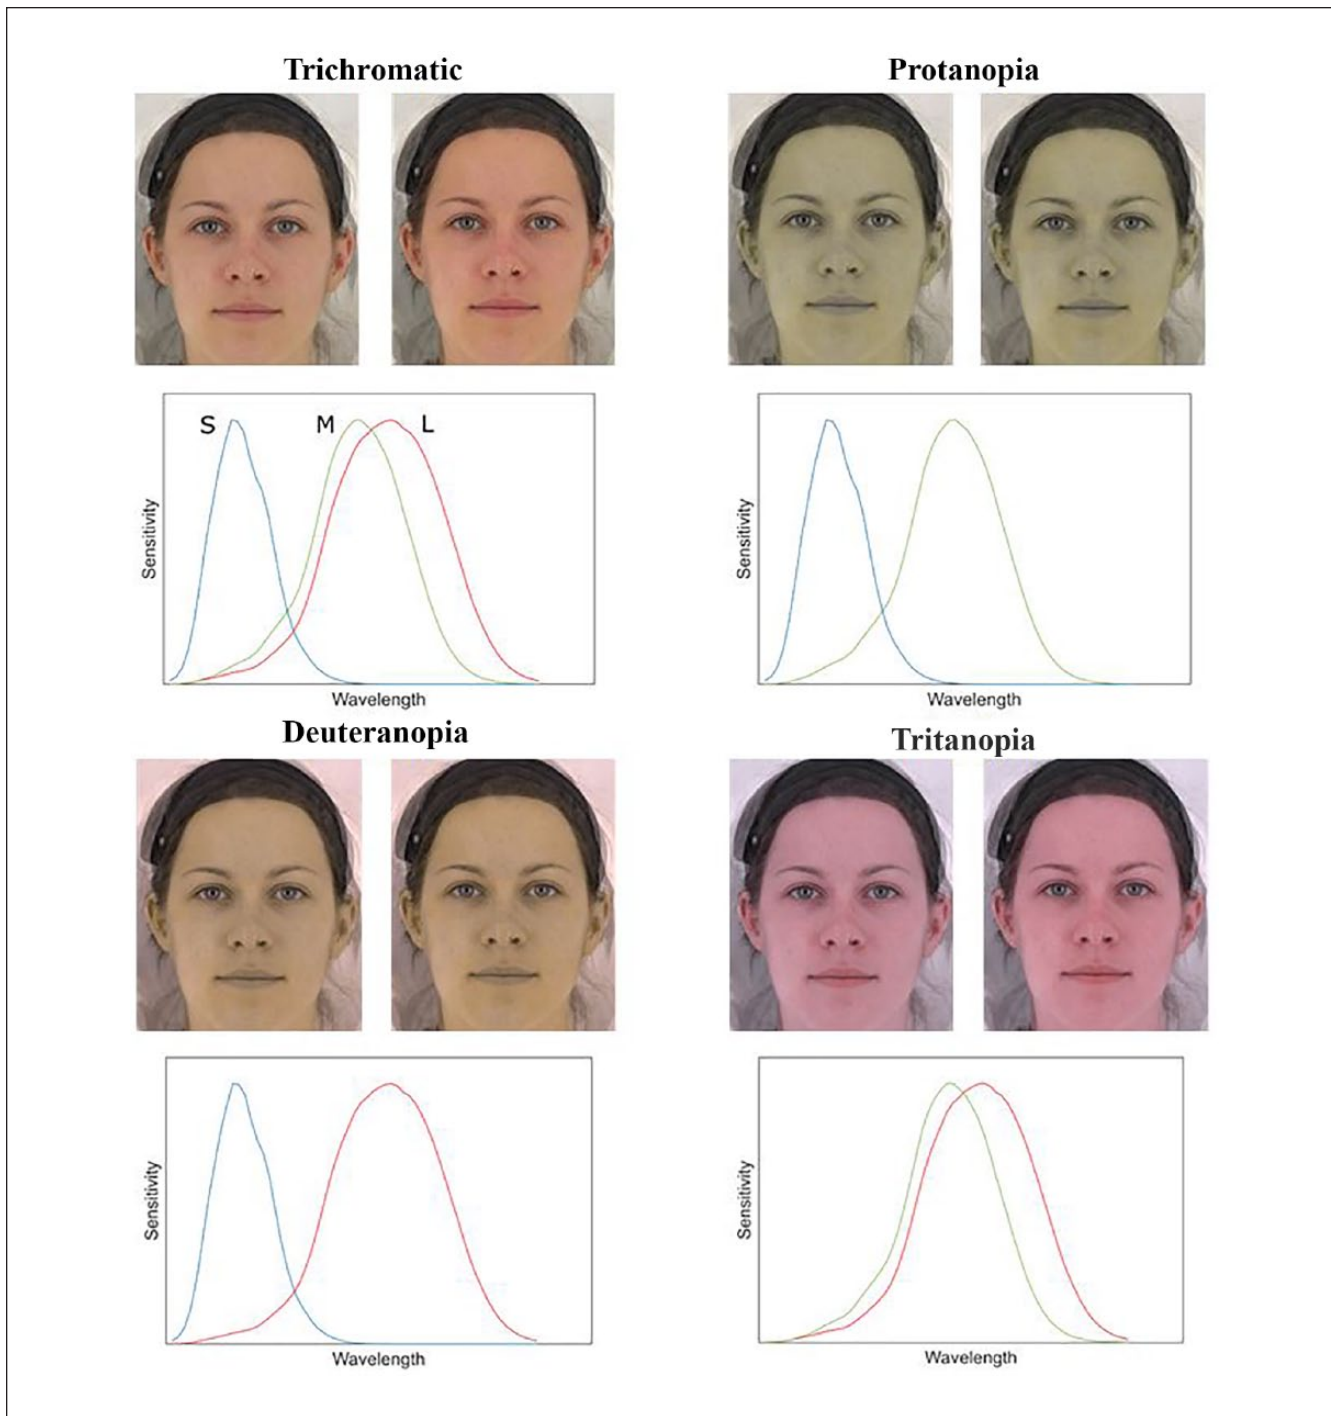 Trichromatic
Protanopia
S
M
L
Sensitivity
Wavelength
Sensitivity
Wavelength
Deuteranopia
Tritanopia
Sensitivity
Wavelength
Sensitivity
Wavelength